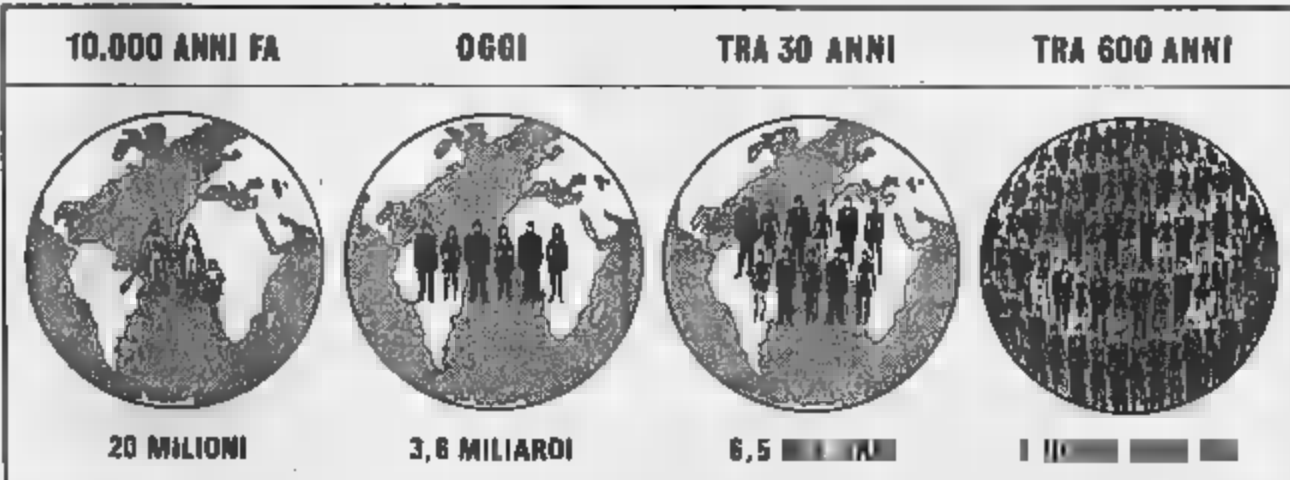 10.000 ANNI FA
OGGI
TRA 30 ANNI
TRA 600 ANNI
20 MILIONI
3,6 MILIARDI
6,5